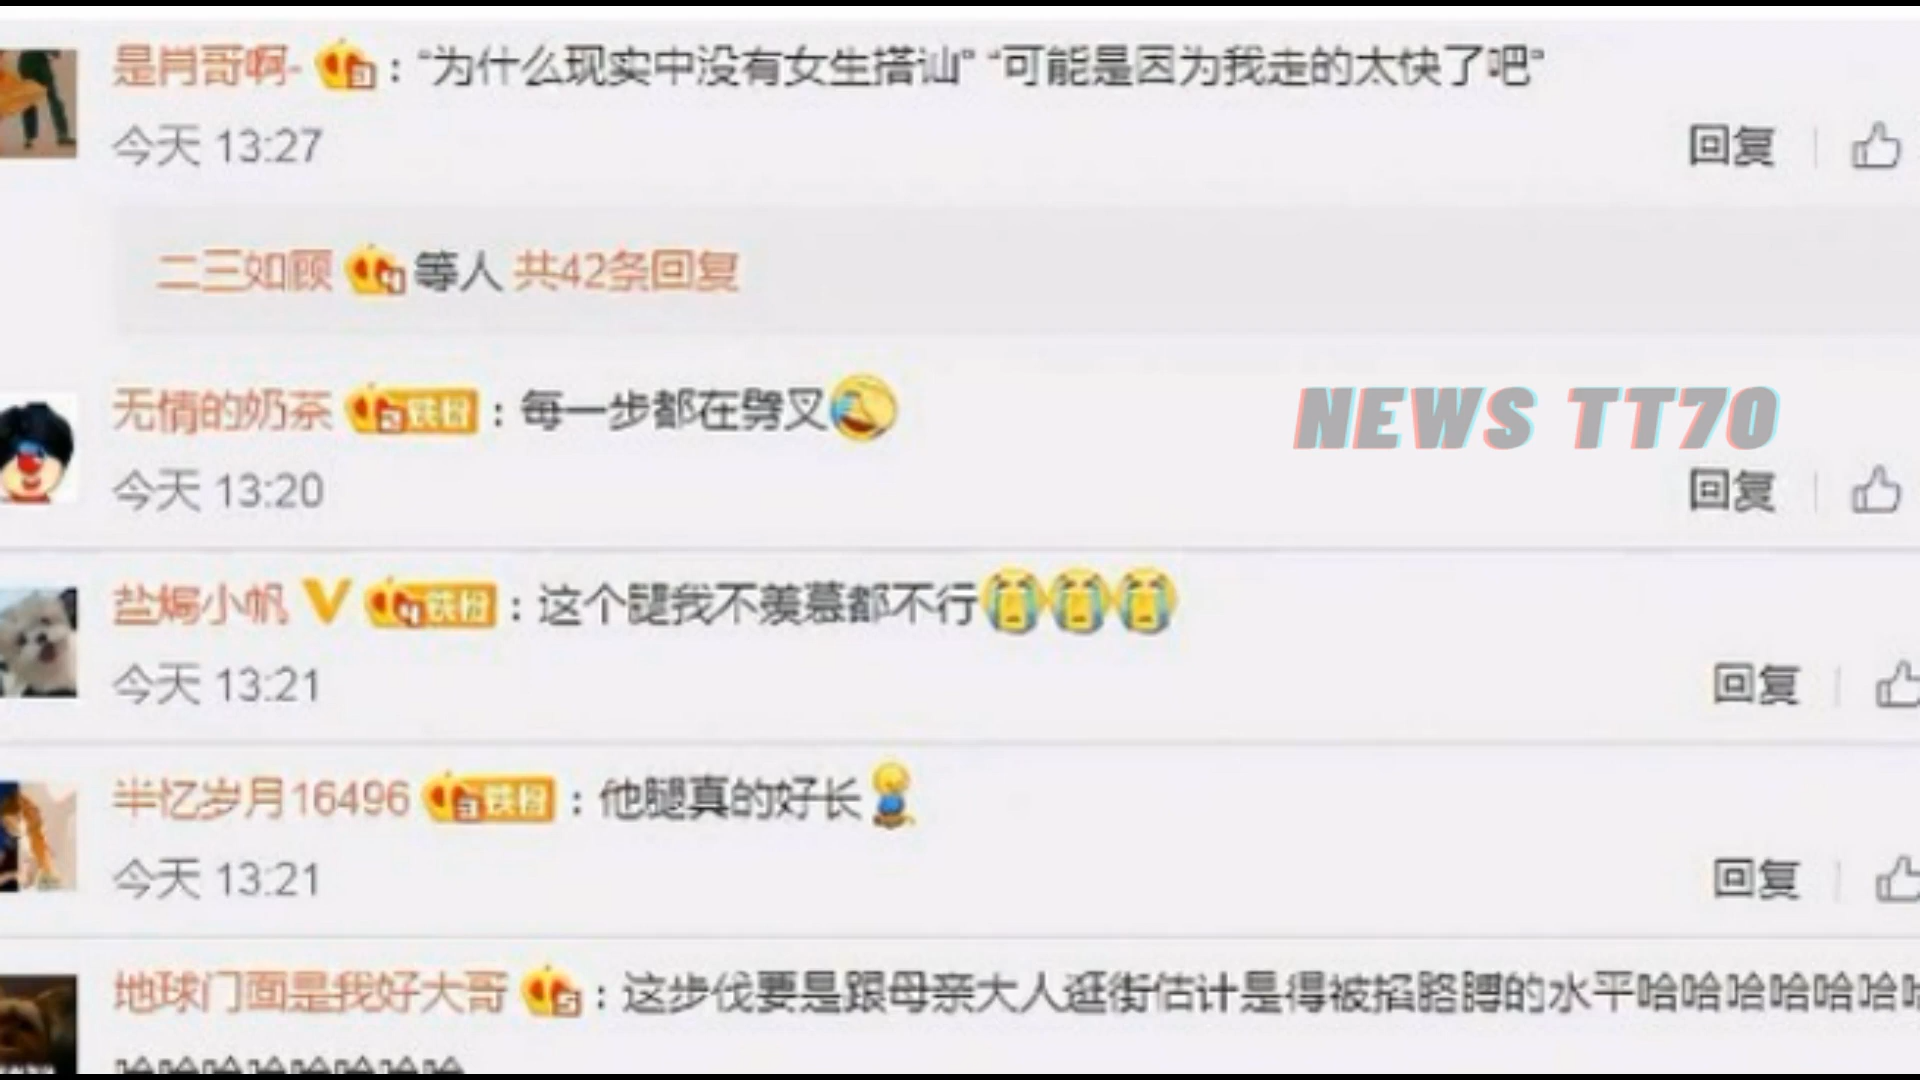 是肖哥啊- 3：“为什么现实中没有女生搭讪” “可能是因为我走的太快了吧”
今天 13:27
回复
二三如顾 4 等人 共42条回复
无情的奶茶 3铁粉：每一步都在劈叉
NEWS TT70
今天 13:20
回复
盐焗小帆 V 4铁粉：这个腿我不羡慕都不行
今天 13:21
回复
半忆岁月16496 3铁粉：他腿真的好长
今天 13:21
回复
地球门面是我好大哥 5：这步伐要是跟母亲大人逛街估计是得被掐胳膊的水平哈哈哈哈哈哈